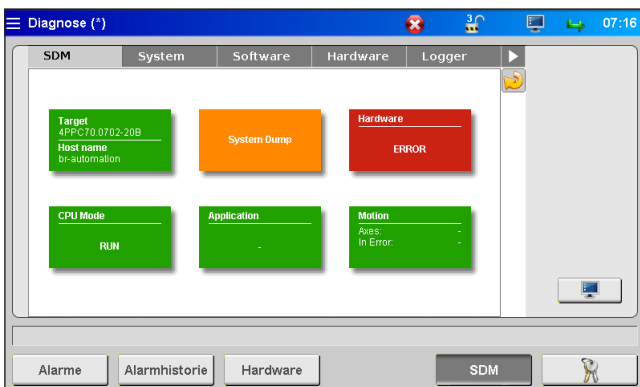 Diagnose (*)
3
07:16
SDM
System
Software
Hardware
Logger
Target
4PPC70.0702-20B
Host name
br-automation
System Dump
Hardware
ERROR
CPU Mode
RUN
Application
-
Motion
Axes: -
In Error: -
Alarme
Alarmhistorie
Hardware
SDM